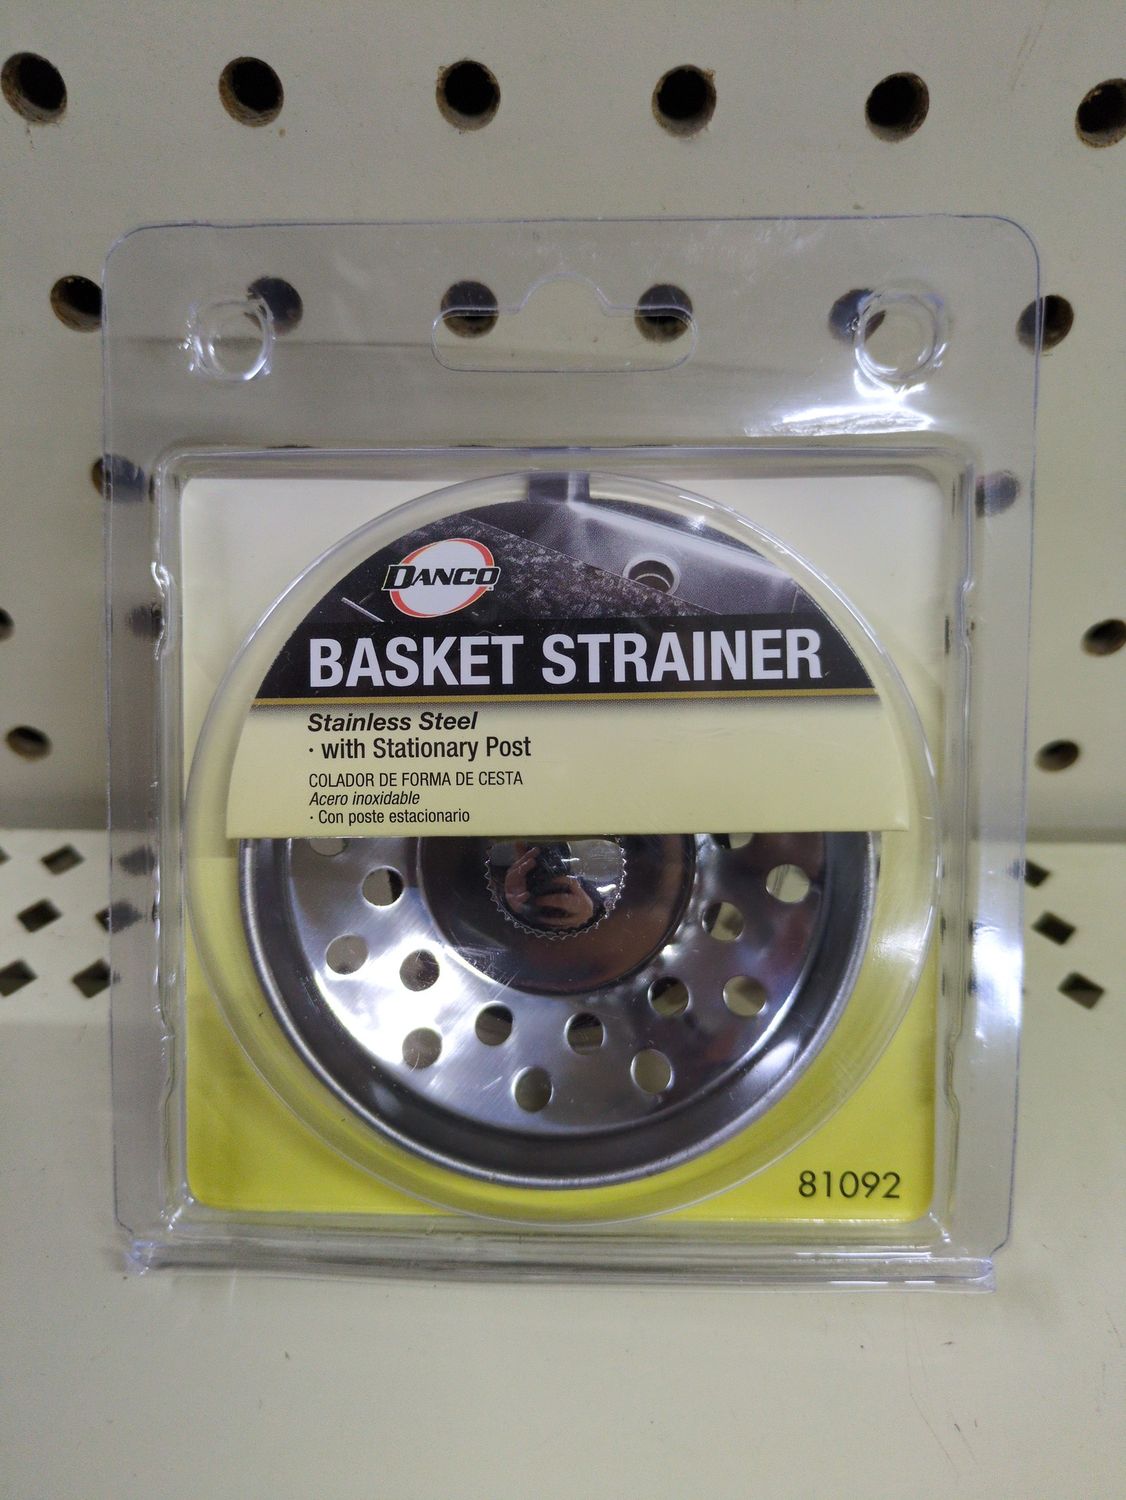 DANCO
BASKET STRAINER
Stainless Steel
· with Stationary Post
COLADOR DE FORMA DE CESTA
Acero inoxidable
· Con poste estacionario
81092